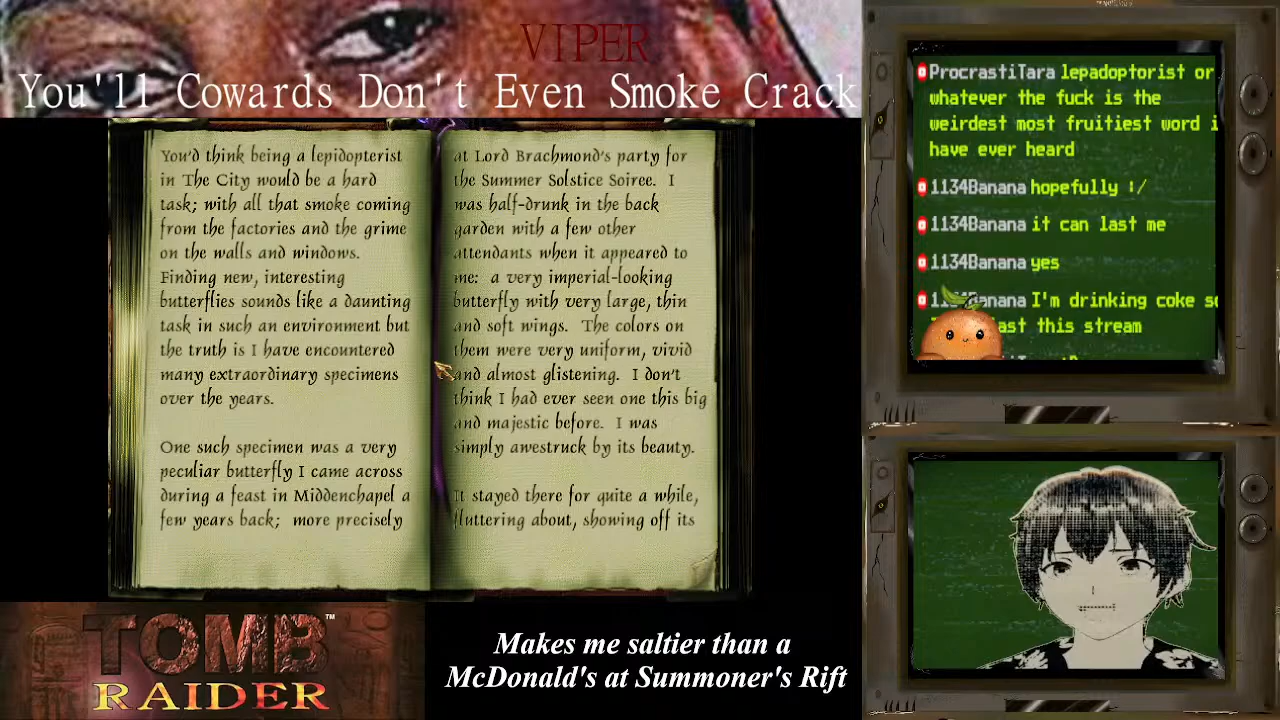 VIPER
You'll Cowards Don't Even Smoke Crack
You'd think being a lepidopterist
in The City would be a hard
task; with all that smoke coming
from the factories and the grime
on the walls and windows.
Finding new, interesting
butterflies sounds like a daunting
task in such an environment but
the truth is I have encountered
many extraordinary specimens
over the years.
One such specimen was a very
peculiar butterfly I came across
during a feast in Middenchapel a
few years back; more precisely
at Lord Brachmond's party for
the Summer Solstice Soiree. I
was half-drunk in the back
garden with a few other
attendants when it appeared to
me: a very imperial-looking
butterfly with very large, thin
and soft wings. The colors on
them were very uniform, vivid
and almost glistening. I don't
think I had ever seen one this big
and majestic before. I was
simply awestruck by its beauty.
It stayed there for quite a while,
fluttering about, showing off its
TOMB
RAIDER
TM
Makes me saltier than a
McDonald's at Summoner's Rift
ProcrastiTara lepadoptorist or
whatever the fuck is the
weirdest most fruitiest word i
have ever heard
1134Banana hopefully :/
1134Banana it can last me
1134Banana yes
I'm drinking coke so
this stream